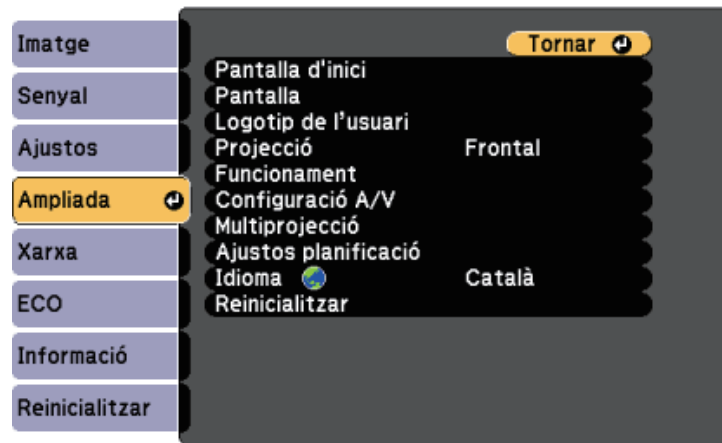 Imatge
Senyal
Ajustos
Ampliada
Xarxa
ECO
Informació
Reinicialitzar
Tornar
Pantalla d'inici
Pantalla
Logotip de l'usuari
Projecció Frontal
Funcionament
Configuració A/V
Multiprojecció
Ajustos planificació
Idioma Català
Reinicialitzar